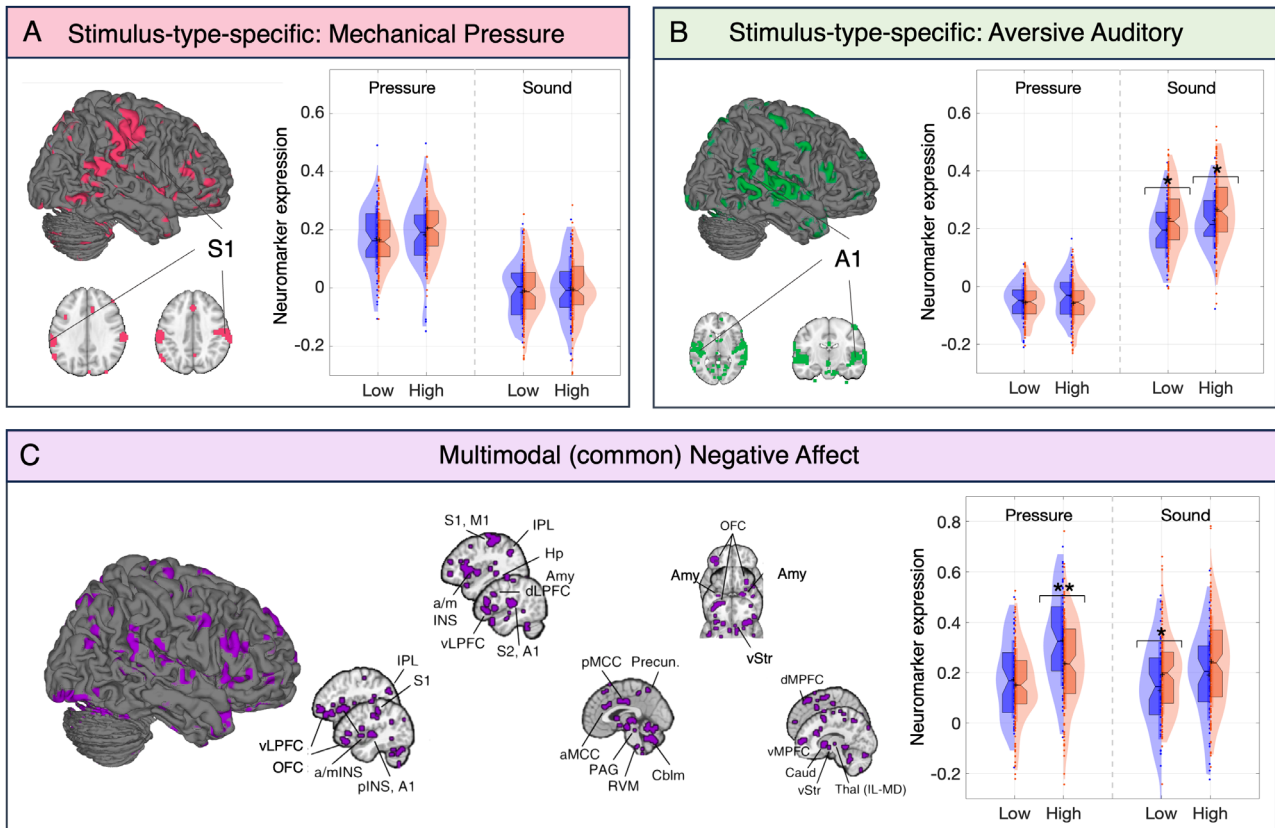 A Stimulus-type-specific: Mechanical Pressure
S1
Neuromarker expression
Pressure Sound
0.6
0.4
0.2
0
-0.2
Low High Low High
B Stimulus-type-specific: Aversive Auditory
A1
Neuromarker expression
Pressure Sound
0.6
0.4
0.2
0
-0.2
* *
Low High Low High
C Multimodal (common) Negative Affect
S1, M1
IPL
Hp
Amy
dLPFC
a/m
INS
vLPFC
S2, A1
IPL
S1
vLPFC
OFC
a/mINS
pINS, A1
OFC
Amy Amy
vStr
pMCC Precun.
aMCC
PAG
RVM
Cblm
dMPFC
vMPFC
Caud
vStr
Thal (IL-MD)
Neuromarker expression
Pressure Sound
0.8
0.6
0.4
0.2
0
-0.2
** *
Low High Low High